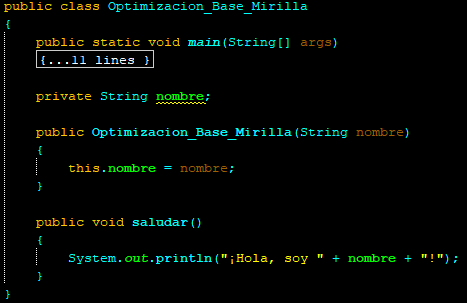 public class Optimizacion_Base_Mirilla
{
public static void main(String[] args)
{...11 lines }
private String nombre;
public Optimizacion_Base_Mirilla(String nombre)
{
this.nombre = nombre;
}
public void saludar()
{
System.out.println("¡Hola, soy " + nombre + "!");
}
}